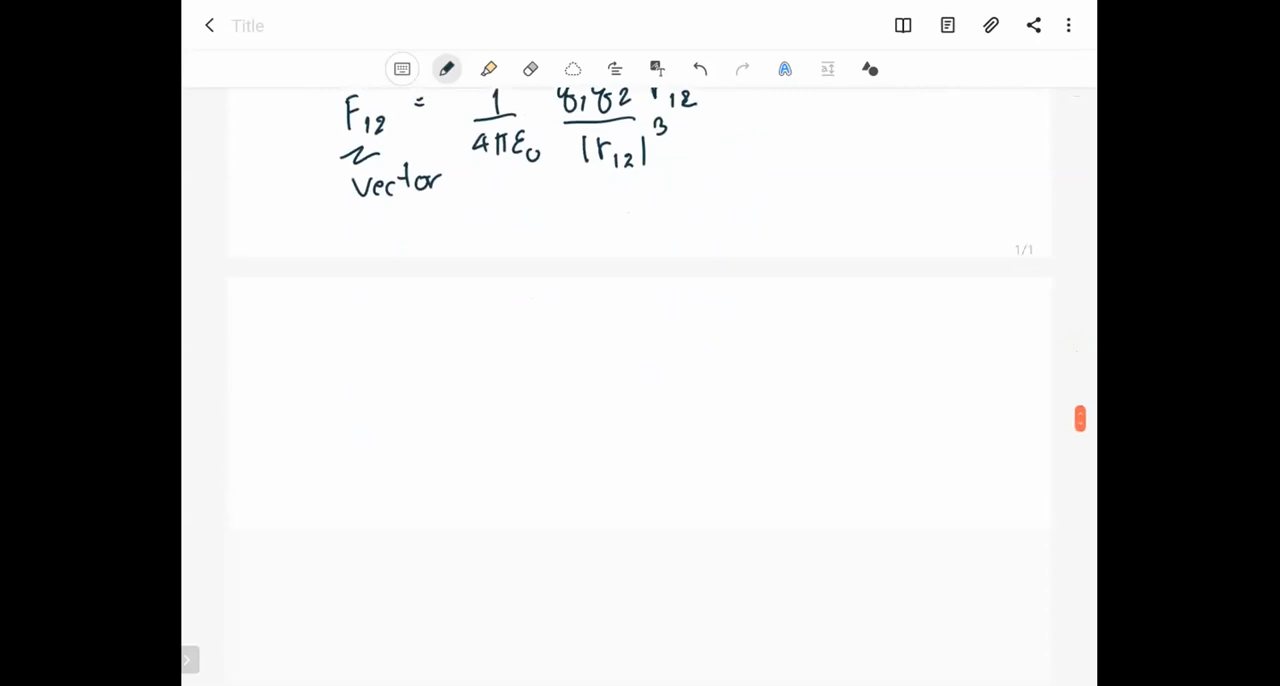 Title
F₁₂ = 1/4πε₀ q₁q₂ r₁₂/|r₁₂|³
vector
1/1